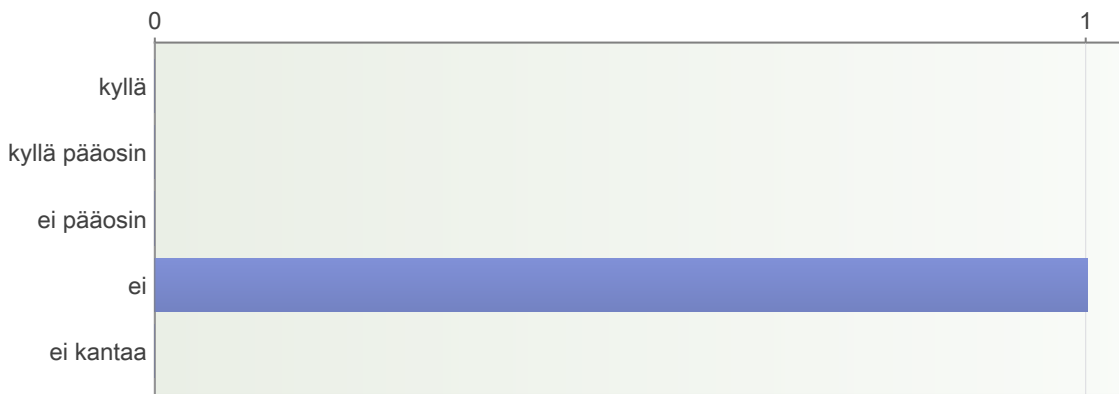 0 1
kyllä
kyllä pääosin
ei pääosin
ei
ei kantaa